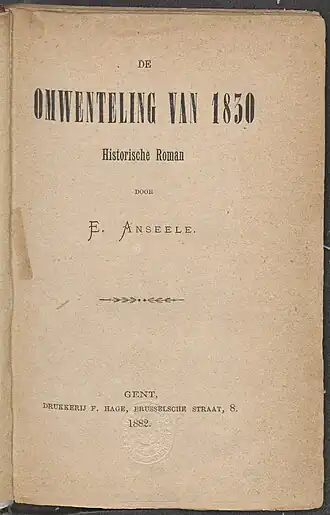 DE
OMWENTELING VAN 1830
Historische Roman
DOOR
E. ANSEELE.
GENT,
DRUKKERIJ F. HAGE, BRUSSELSCHE STRAAT, 8.
1882.